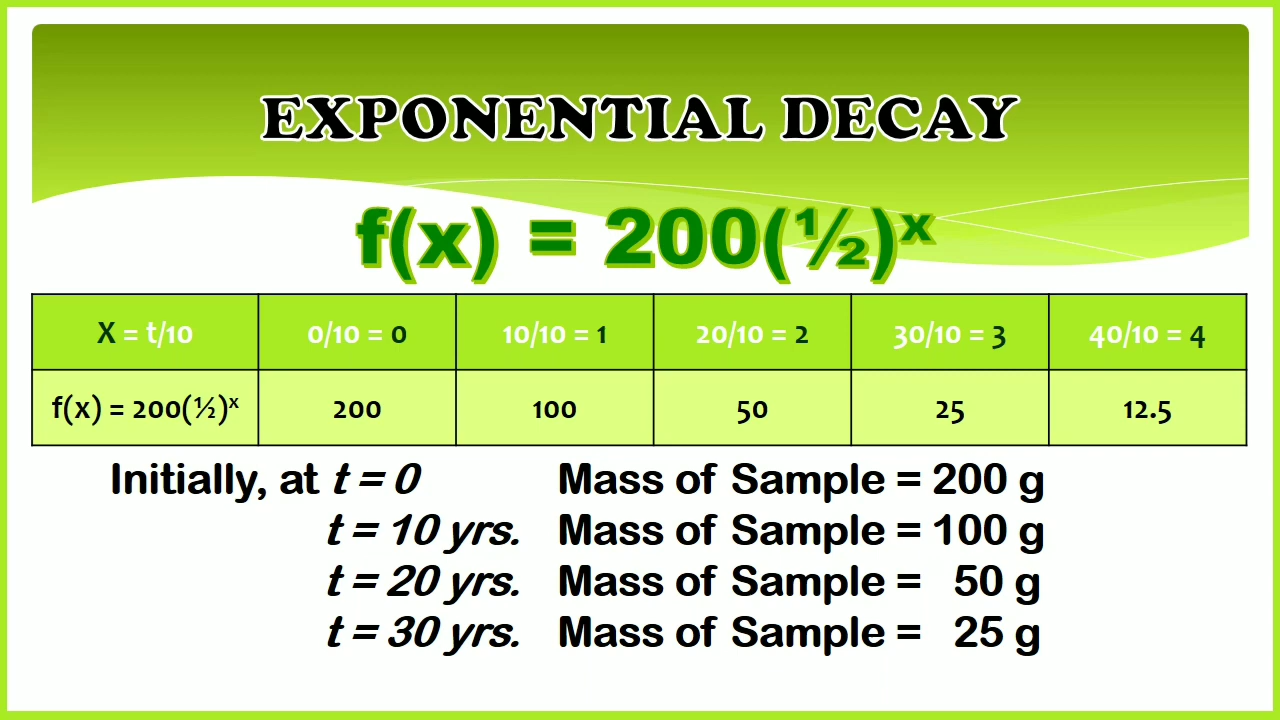 EXPONENTIAL DECAY
f(x) = 200(½)ˣ
X = t/10 0/10 = 0 10/10 = 1 20/10 = 2 30/10 = 3 40/10 = 4
f(x) = 200(½)ˣ 200 100 50 25 12.5
Initially, at t = 0 Mass of Sample = 200 g
t = 10 yrs. Mass of Sample = 100 g
t = 20 yrs. Mass of Sample = 50 g
t = 30 yrs. Mass of Sample = 25 g